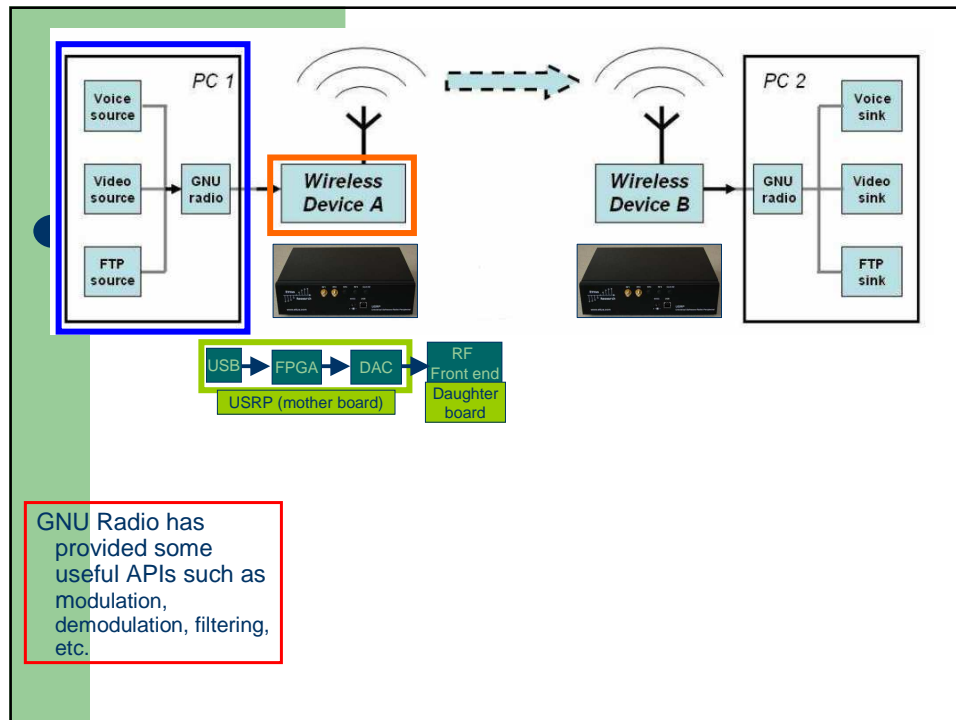 PC 1
Voice
source
Video
source
FTP
source
GNU
radio
Wireless
Device A
Wireless
Device B
PC 2
GNU
radio
Voice
sink
Video
sink
FTP
sink
USB
FPGA
DAC
RF
Front end
USRP (mother board)
Daughter
board
GNU Radio has
provided some
useful APIs such as
modulation,
demodulation, filtering,
etc.